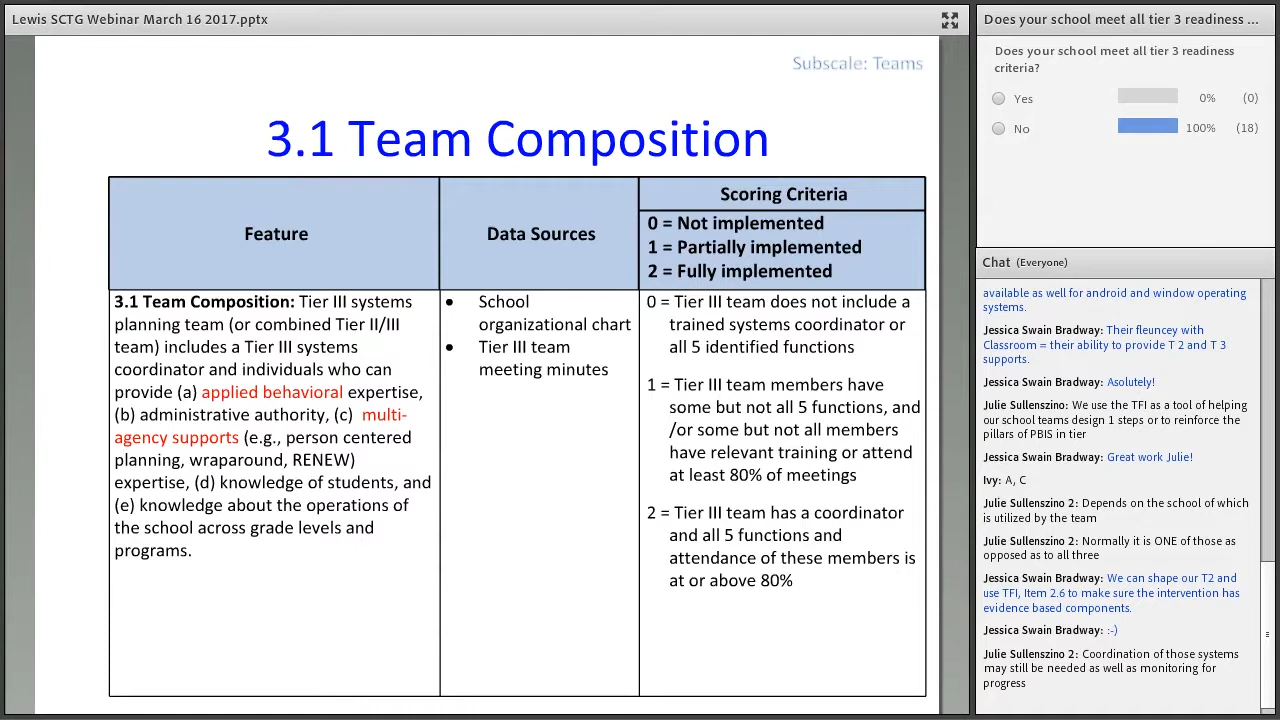 Lewis SCTG Webinar March 16 2017.pptx
Subscale: Teams
3.1 Team Composition
Feature
Data Sources
Scoring Criteria
0 = Not implemented
1 = Partially implemented
2 = Fully implemented
3.1 Team Composition: Tier III systems
planning team (or combined Tier II/III
team) includes a Tier III systems
coordinator and individuals who can
provide (a) applied behavioral expertise,
(b) administrative authority, (c) multi-
agency supports (e.g., person centered
planning, wraparound, RENEW)
expertise, (d) knowledge of students, and
(e) knowledge about the operations of
the school across grade levels and
programs.
• School
organizational chart
• Tier III team
meeting minutes
0 = Tier III team does not include a
trained systems coordinator or
all 5 identified functions
1 = Tier III team members have
some but not all 5 functions, and
/or some but not all members
have relevant training or attend
at least 80% of meetings
2 = Tier III team has a coordinator
and all 5 functions and
attendance of these members is
at or above 80%
Does your school meet all tier 3 readiness ...
Does your school meet all tier 3 readiness
criteria?
Yes 0% (0)
No 100% (18)
Chat (Everyone)
available as well for android and window operating
systems.
Jessica Swain Bradway: Their fleuncey with
Classroom = their ability to provide T 2 and T 3
supports.
Jessica Swain Bradway: Asolutely!
Julie Sullenszino: We use the TFI as a tool of helping
our school teams design 1 steps or to reinforce the
pillars of PBIS in tier
Jessica Swain Bradway: Great work Julie!
Ivy: A, C
Julie Sullenszino 2: Depends on the school of which
is utilized by the team
Julie Sullenszino 2: Normally it is ONE of those as
opposed as to all three
Jessica Swain Bradway: We can shape our T2 and
use TFI, Item 2.6 to make sure the intervention has
evidence based components.
Jessica Swain Bradway: :-)
Julie Sullenszino 2: Coordination of those systems
may still be needed as well as monitoring for
progress